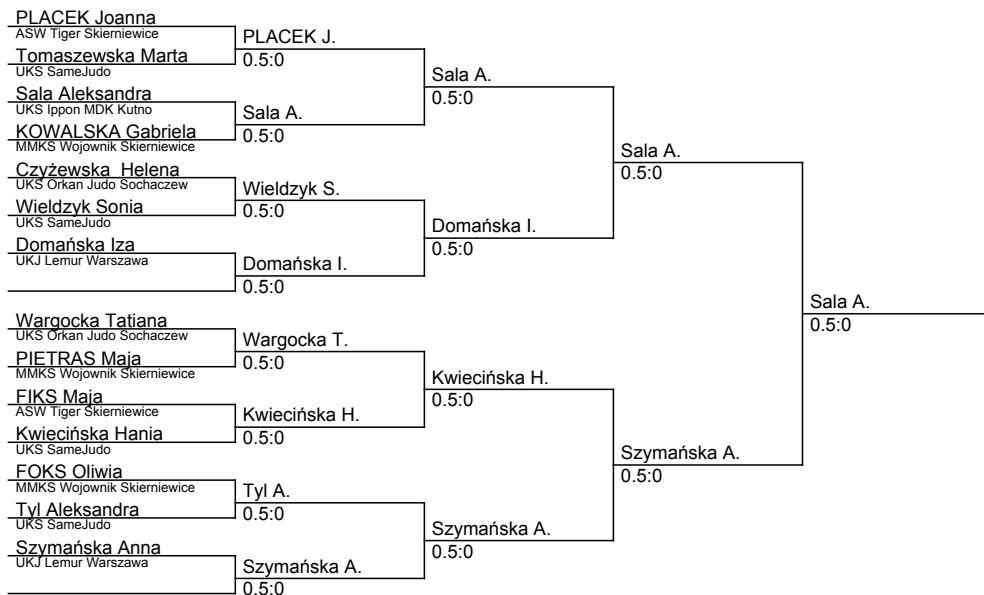 PLACEK Joanna
ASW Tiger Skierniewice
Tomaszewska Marta
UKS SameJudo
Sala Aleksandra
UKS Ippon MDK Kutno
KOWALSKA Gabriela
MMKS Wojownik Skierniewice
Czyżewska  Helena
UKS Orkan Judo Sochaczew
Wieldzyk Sonia
UKS SameJudo
Domańska Iza
UKJ Lemur Warszawa
Wargocka Tatiana
UKS Orkan Judo Sochaczew
PIETRAS Maja
MMKS Wojownik Skierniewice
FIKS Maja
ASW Tiger Skierniewice
Kwiecińska Hania
UKS SameJudo
FOKS Oliwia
MMKS Wojownik Skierniewice
Tyl Aleksandra
UKS SameJudo
Szymańska Anna
UKJ Lemur Warszawa
PLACEK J.
0.5:0
Sala A.
0.5:0
Wieldzyk S.
0.5:0
Domańska I.
0.5:0
Wargocka T.
0.5:0
Kwiecińska H.
0.5:0
Tyl A.
0.5:0
Szymańska A.
0.5:0
Sala A.
0.5:0
Domańska I.
0.5:0
Kwiecińska H.
0.5:0
Szymańska A.
0.5:0
Sala A.
0.5:0
Szymańska A.
0.5:0
Sala A.
0.5:0